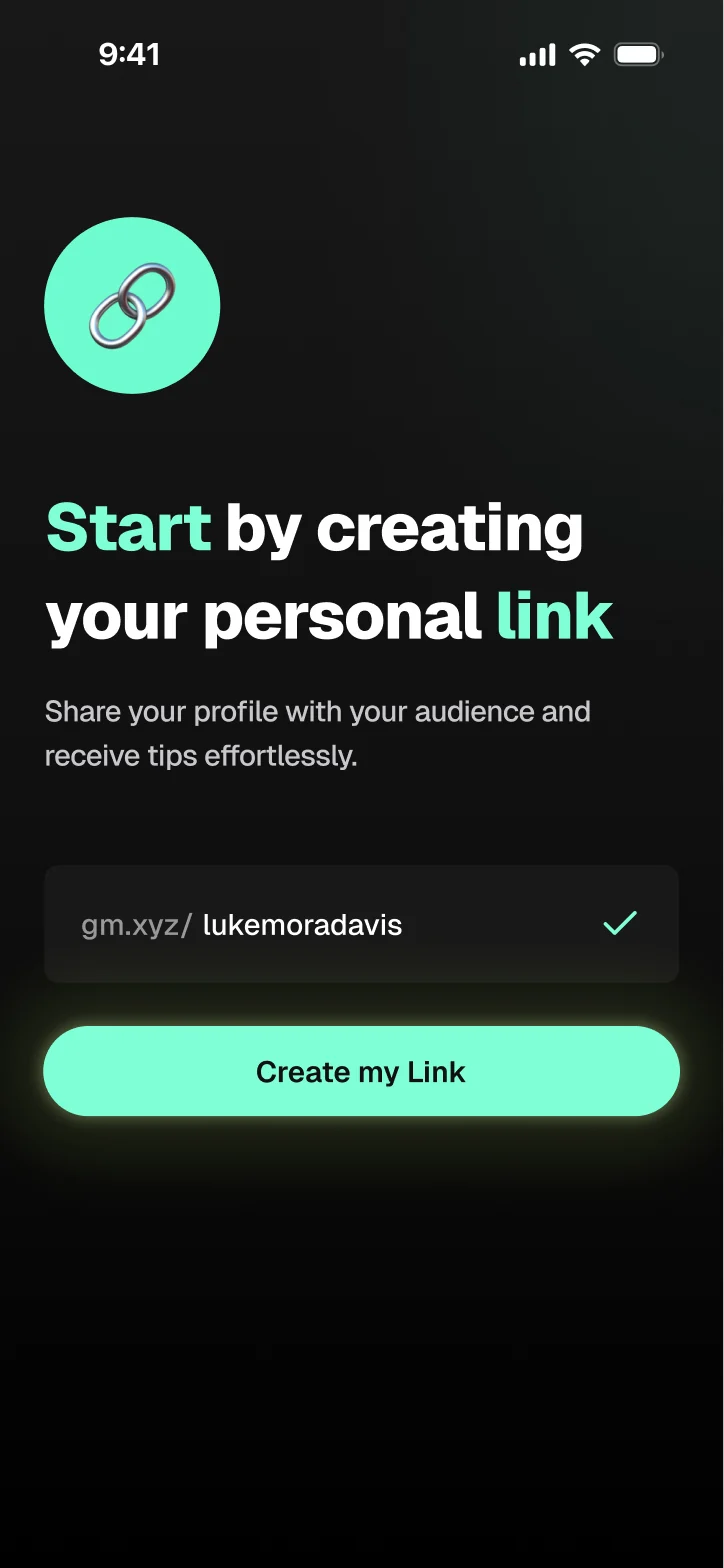 9:41
Start by creating
your personal link
Share your profile with your audience and
receive tips effortlessly.
gm.xyz/ lukemoradavis
Create my Link